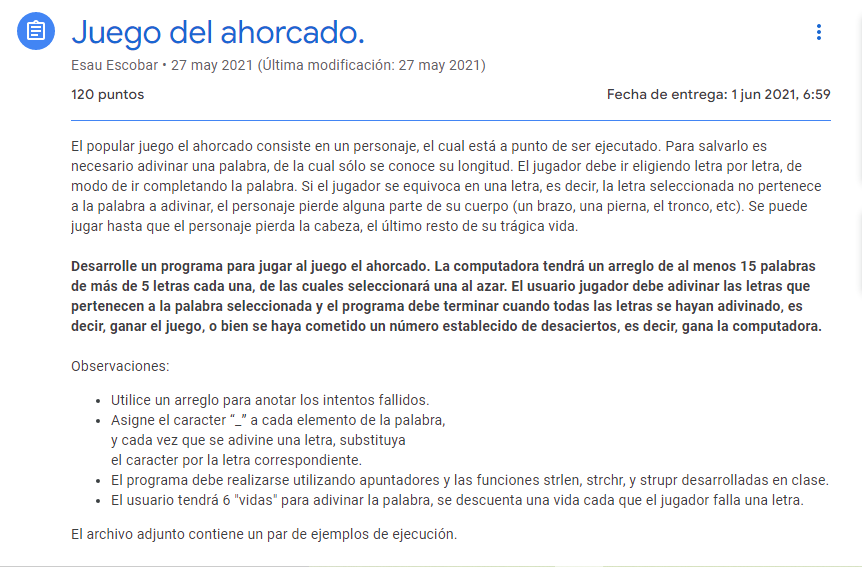 Juego del ahorcado.
Esau Escobar • 27 may 2021 (Última modificación: 27 may 2021)
120 puntos
Fecha de entrega: 1 jun 2021, 6:59
El popular juego el ahorcado consiste en un personaje, el cual está a punto de ser ejecutado. Para salvarlo es
necesario adivinar una palabra, de la cual sólo se conoce su longitud. El jugador debe ir eligiendo letra por letra, de
modo de ir completando la palabra. Si el jugador se equivoca en una letra, es decir, la letra seleccionada no pertenece
a la palabra a adivinar, el personaje pierde alguna parte de su cuerpo (un brazo, una pierna, el tronco, etc). Se puede
jugar hasta que el personaje pierda la cabeza, el último resto de su trágica vida.
Desarrolle un programa para jugar al juego el ahorcado. La computadora tendrá un arreglo de al menos 15 palabras
de más de 5 letras cada una, de las cuales seleccionará una al azar. El usuario jugador debe adivinar las letras que
pertenecen a la palabra seleccionada y el programa debe terminar cuando todas las letras se hayan adivinado, es
decir, ganar el juego, o bien se haya cometido un número establecido de desaciertos, es decir, gana la computadora.
Observaciones:
• Utilice un arreglo para anotar los intentos fallidos.
• Asigne el caracter “_” a cada elemento de la palabra,
y cada vez que se adivine una letra, substituya
el caracter por la letra correspondiente.
• El programa debe realizarse utilizando apuntadores y las funciones strlen, strchr, y strupr desarrolladas en clase.
• El usuario tendrá 6 "vidas" para adivinar la palabra, se descuenta una vida cada que el jugador falla una letra.
El archivo adjunto contiene un par de ejemplos de ejecución.